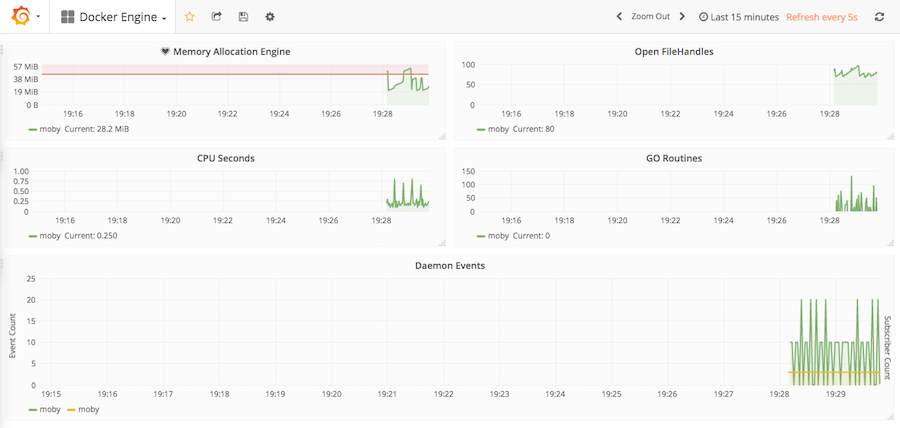 Docker Engine
Zoom Out
Last 15 minutes
Refresh every 5s
Memory Allocation Engine
57 MiB
38 MiB
19 MiB
0 B
19:16 19:18 19:20 19:22 19:24 19:26 19:28
moby Current: 28.2 MiB
Open FileHandles
100
50
0
19:16 19:18 19:20 19:22 19:24 19:26 19:28
moby Current: 80
CPU Seconds
1.00
0.75
0.50
0.25
0
19:16 19:18 19:20 19:22 19:24 19:26 19:28
moby Current: 0.250
GO Routines
150
100
50
0
19:16 19:18 19:20 19:22 19:24 19:26 19:28
moby Current: 0
Daemon Events
Event Count
25
20
15
10
5
0
19:15 19:16 19:17 19:18 19:19 19:20 19:21 19:22 19:23 19:24 19:25 19:26 19:27 19:28 19:29
Subscriber Count
moby moby